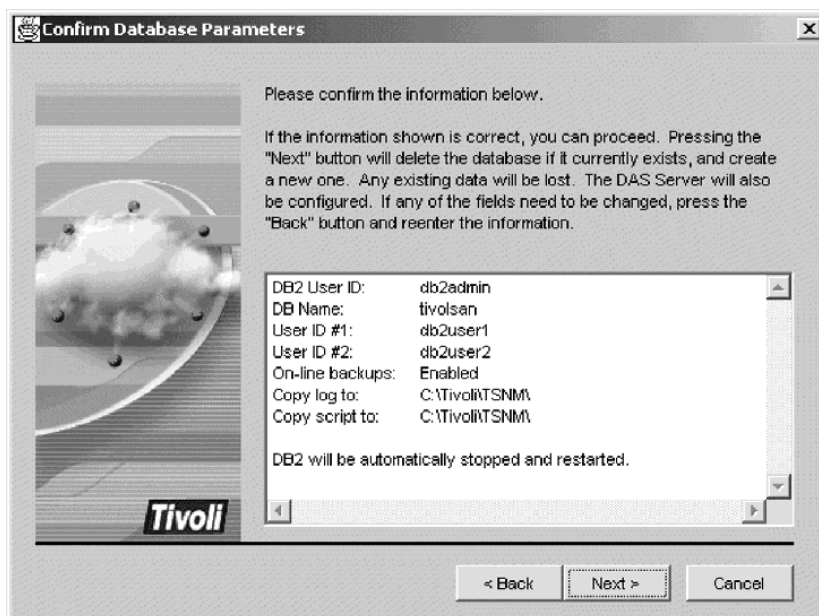 Confirm Database Parameters
Please confirm the information below.
If the information shown is correct, you can proceed. Pressing the
"Next" button will delete the database if it currently exists, and create
a new one. Any existing data will be lost. The DAS Server will also
be configured. If any of the fields need to be changed, press the
"Back" button and reenter the information.
DB2 User ID: db2admin
DB Name: tivolsan
User ID #1: db2user1
User ID #2: db2user2
On-line backups: Enabled
Copy log to: C:\Tivoli\TSNM\
Copy script to: C:\Tivoli\TSNM\
DB2 will be automatically stopped and restarted.
Tivoli
< Back Next > Cancel